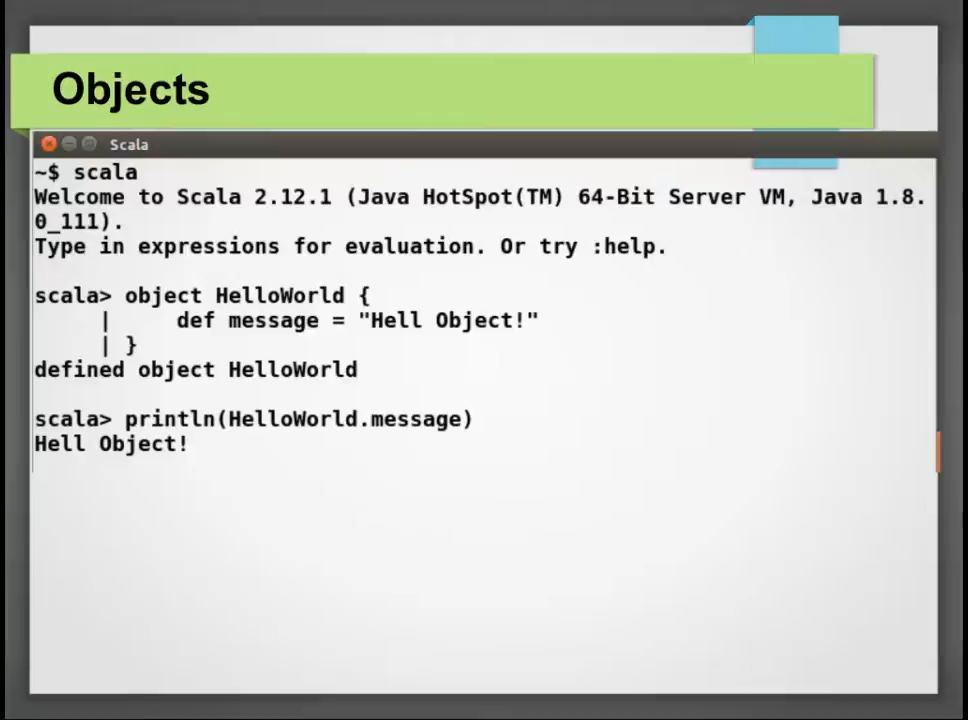 Objects
Scala
~$ scala
Welcome to Scala 2.12.1 (Java HotSpot(TM) 64-Bit Server VM, Java 1.8.
0_111).
Type in expressions for evaluation. Or try :help.
scala> object HelloWorld {
     |     def message = "Hell Object!"
     | }
defined object HelloWorld
scala> println(HelloWorld.message)
Hell Object!